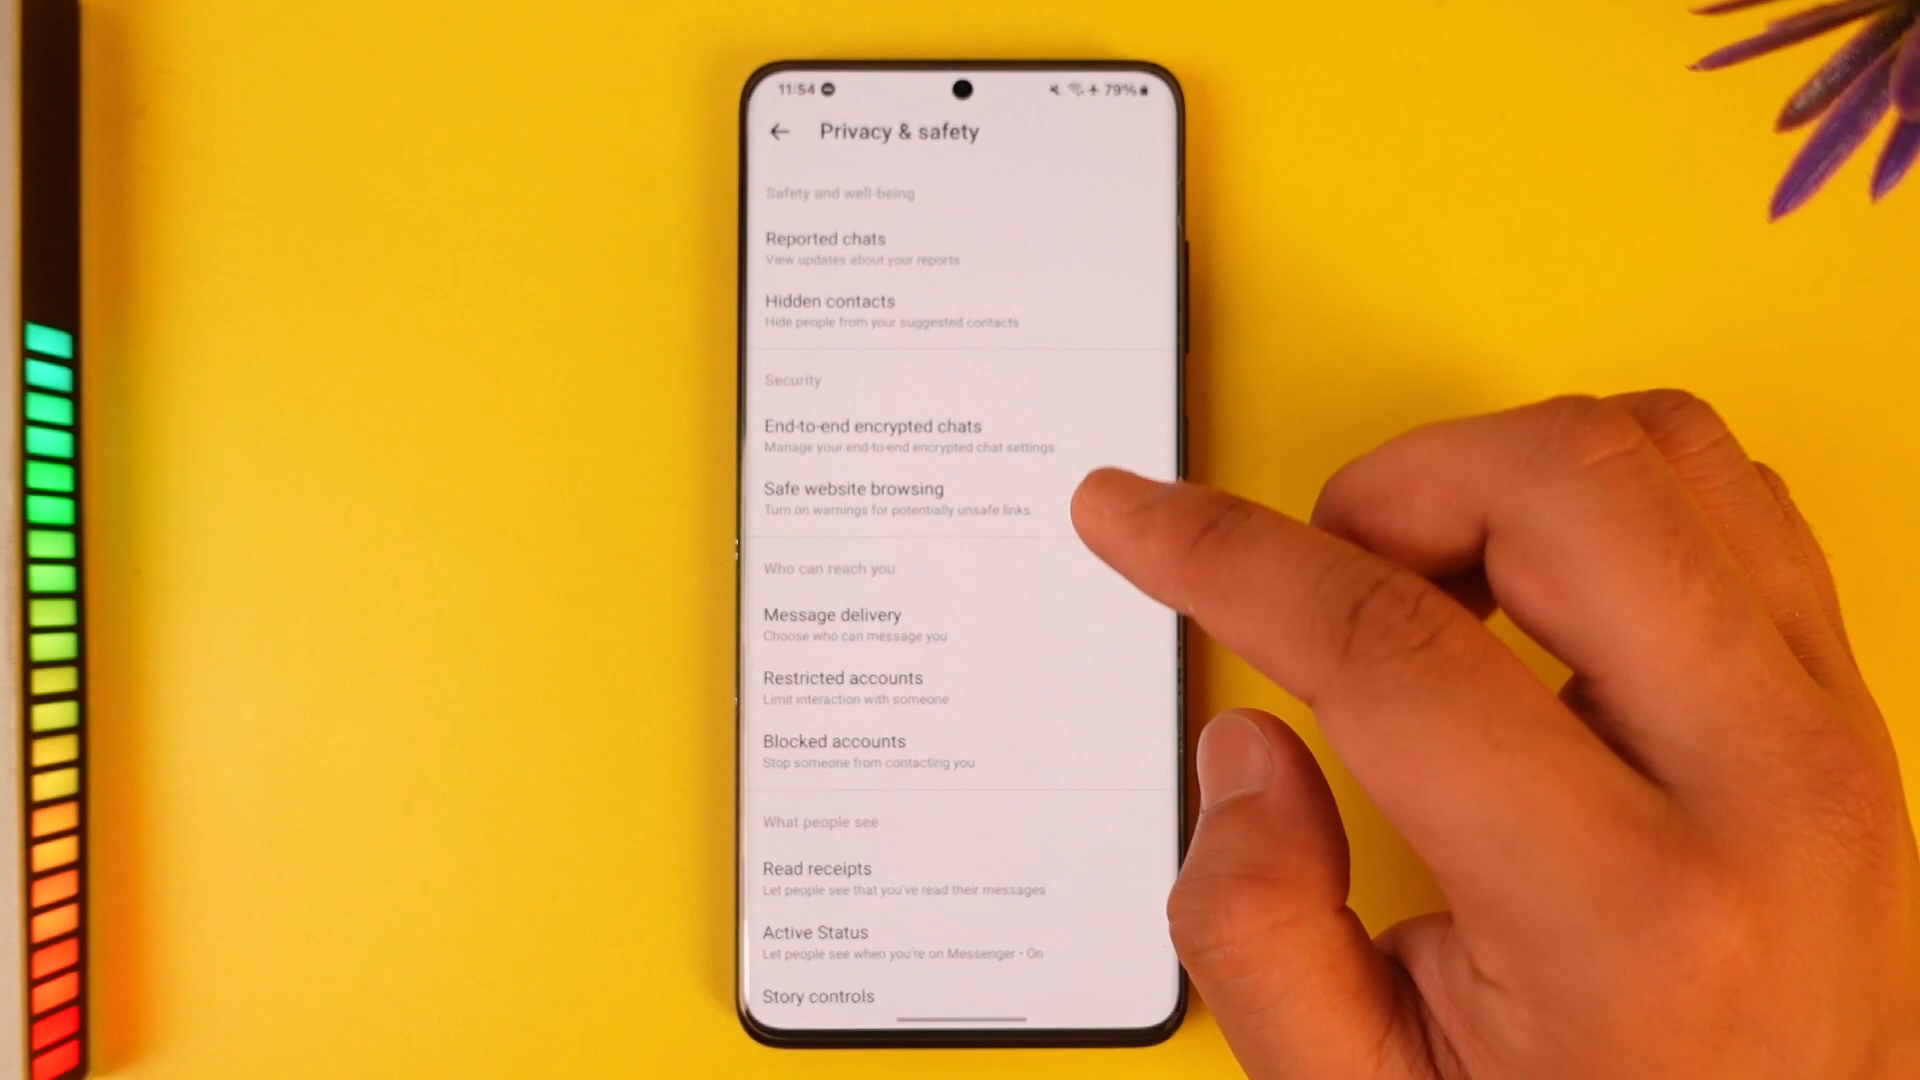 11:54 79%
Privacy & safety
Safety and well-being
Reported chats
View updates about your reports
Hidden contacts
Hide people from your suggested contacts
Security
End-to-end encrypted chats
Manage your end-to-end encrypted chat settings
Safe website browsing
Turn on warnings for potentially unsafe links
Who can reach you
Message delivery
Choose who can message you
Restricted accounts
Limit interaction with someone
Blocked accounts
Stop someone from contacting you
What people see
Read receipts
Let people see that you've read their messages
Active Status
Let people see when you're on Messenger • On
Story controls